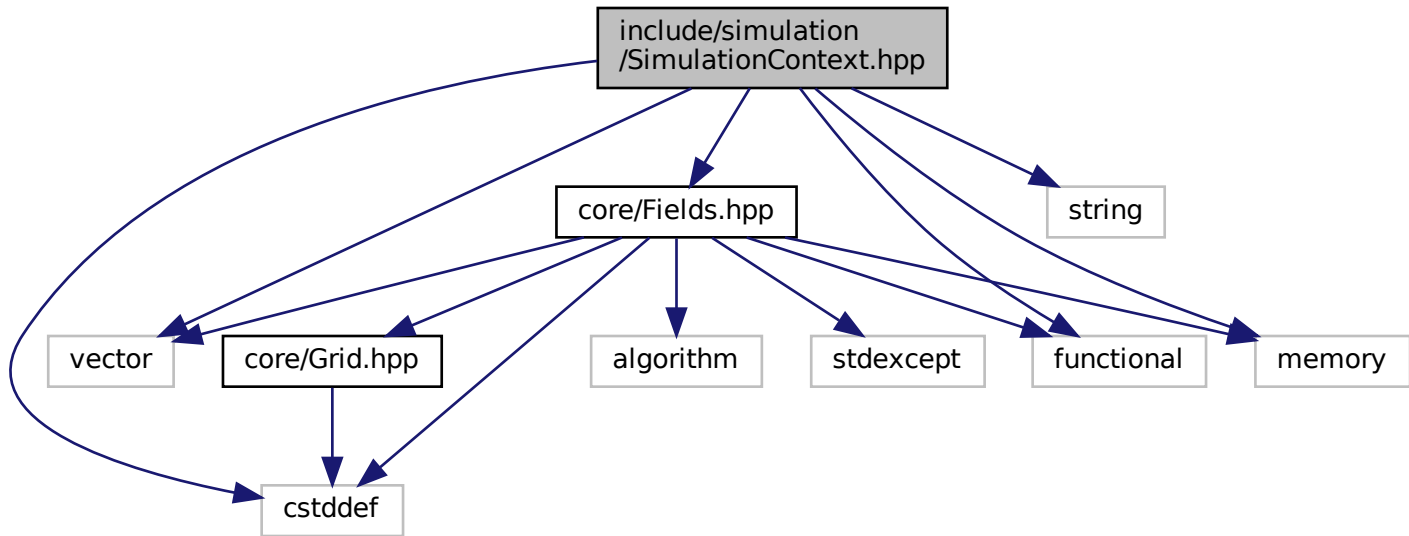 include/simulation
/SimulationContext.hpp
core/Fields.hpp
string
vector
core/Grid.hpp
algorithm
stdexcept
functional
memory
cstddef